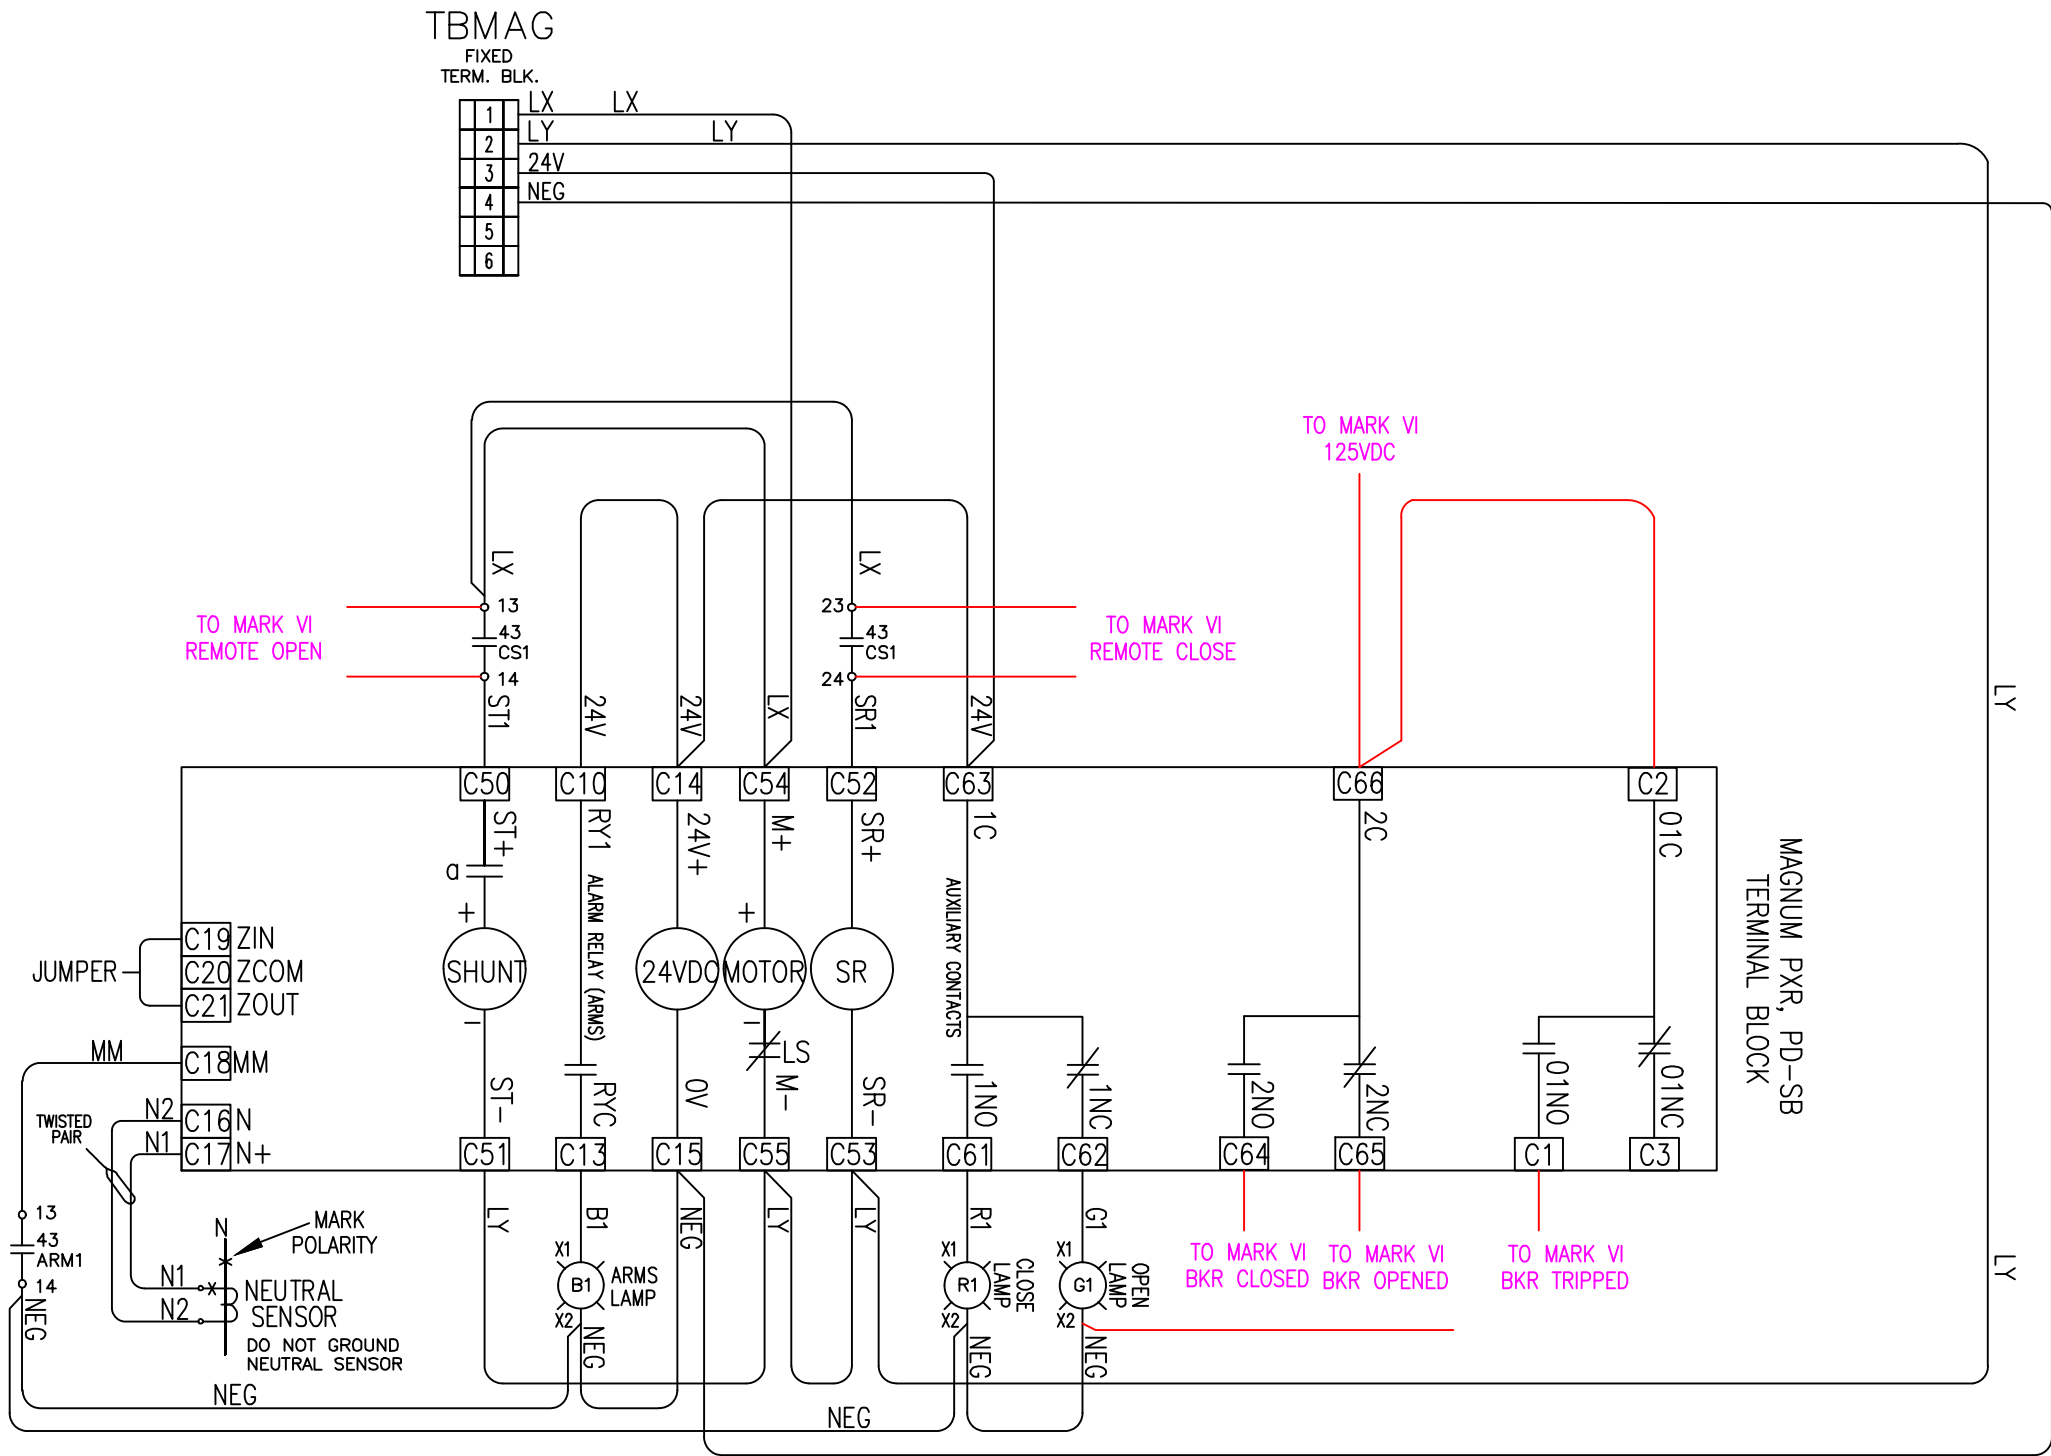 TBMAG
FIXED
TERM. BLK.
1
2
3
4
5
6
LX LX
LY LY
24V
NEG
TO MARK VI
125VDC
LX
LX
13
43
CS1
14
23
43
CS1
24
TO MARK VI
REMOTE OPEN
TO MARK VI
REMOTE CLOSE
ST1
24V
24V
LX
SR1
24V
LY
C50
C10
C14
C54
C52
C63
C66
C2
ST+
RY1
24V+
M+
SR+
1C
2C
01C
a
+
+
ALARM RELAY (ARMS)
AUXILIARY CONTACTS
MAGNUM PXR, PD-SB
TERMINAL BLOCK
C19 ZIN
C20 ZCOM
C21 ZOUT
JUMPER
SHUNT
24VDC
MOTOR
SR
-
-
LS
MM
C18 MM
N2
C16 N
N1
C17 N+
TWISTED
PAIR
ST-
RYC
0V
M-
SR-
1NO
1NC
2NO
2NC
01NO
01NC
C51
C13
C15
C55
C53
C61
C62
C64
C65
C1
C3
LY
B1
NEG
LY
LY
R1
G1
LY
13
43
ARM1
14
NEG
N
MARK
POLARITY
N1
X
N2
NEUTRAL
SENSOR
DO NOT GROUND
NEUTRAL SENSOR
X1
B1
X2
ARMS
LAMP
NEG
X1
R1
X2
CLOSE
LAMP
NEG
X1
G1
X2
OPEN
LAMP
NEG
TO MARK VI
BKR CLOSED
TO MARK VI
BKR OPENED
TO MARK VI
BKR TRIPPED
NEG
NEG